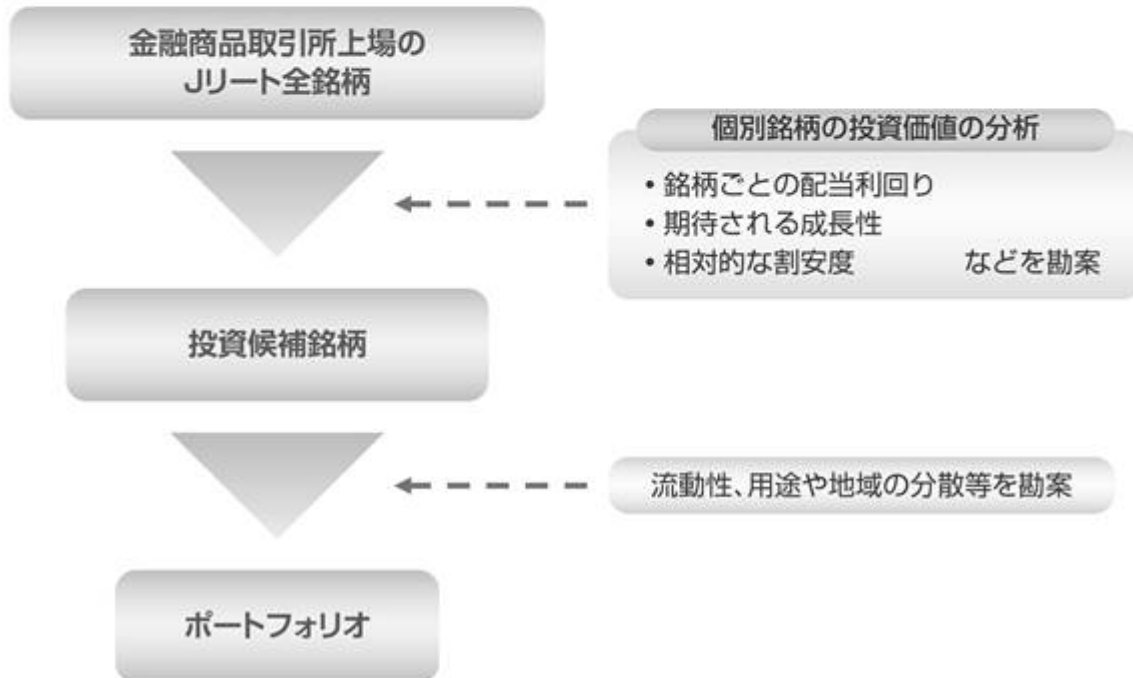 金融商品取引所上場の
Jリート全銘柄
個別銘柄の投資価値の分析
・銘柄ごとの配当利回り
・期待される成長性
・相対的な割安度 などを勘案
投資候補銘柄
流動性、用途や地域の分散等を勘案
ポートフォリオ